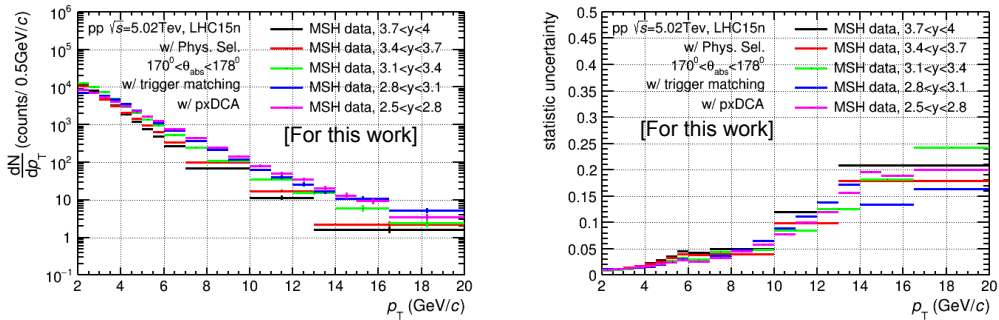 pp √s=5.02Tev, LHC15n
w/ Phys. Sel.
170⁰<θ_abs<178⁰
w/ trigger matching
w/ pxDCA
MSH data, 3.7<y<4
MSH data, 3.4<y<3.7
MSH data, 3.1<y<3.4
MSH data, 2.8<y<3.1
MSH data, 2.5<y<2.8
[For this work]
dN/dp_T (counts/ 0.5GeV/c)
10⁶
10⁵
10⁴
10³
10²
10
1
10⁻¹
2 4 6 8 10 12 14 16 18 20
p_T (GeV/c)
pp √s=5.02Tev, LHC15n
w/ Phys. Sel.
170⁰<θ_abs<178⁰
w/ trigger matching
w/ pxDCA
MSH data, 3.7<y<4
MSH data, 3.4<y<3.7
MSH data, 3.1<y<3.4
MSH data, 2.8<y<3.1
MSH data, 2.5<y<2.8
[For this work]
statistic uncertainty
0.5
0.45
0.4
0.35
0.3
0.25
0.2
0.15
0.1
0.05
0
2 4 6 8 10 12 14 16 18 20
p_T (GeV/c)